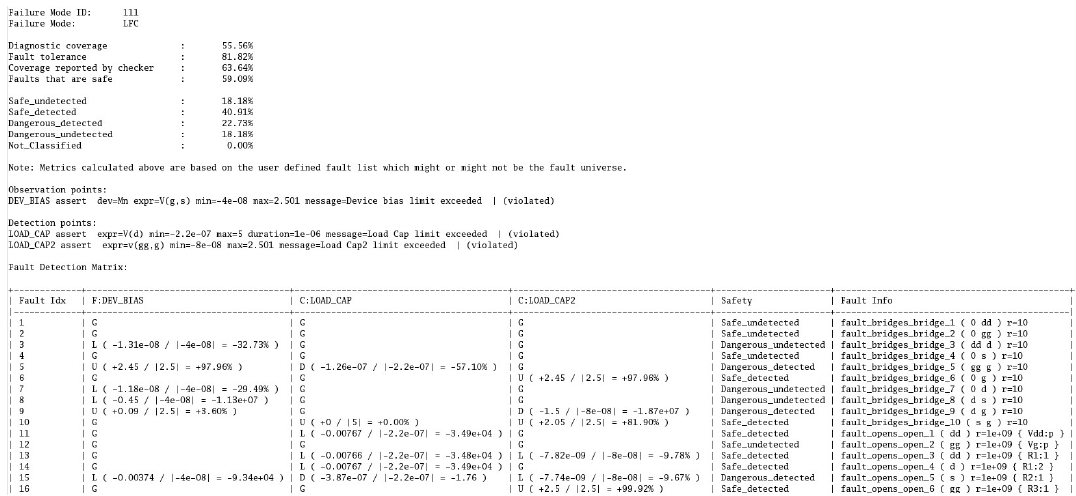 Failure Mode ID: 111
Failure Mode: LFC
Diagnostic coverage : 55.56%
Fault tolerance : 81.82%
Coverage reported by checker : 63.64%
Faults that are safe : 59.09%
Safe_undetected : 18.18%
Safe_detected : 40.91%
Dangerous_detected : 22.73%
Dangerous_undetected : 18.18%
Not_Classified : 0.00%
Note: Metrics calculated above are based on the user defined fault list which might or might not be the fault universe.
Observation points:
DEV_BIAS assert dev=Mn expr=V(g,s) min=-4e-08 max=2.501 message=Device bias limit exceeded | (violated)
Detection points:
LOAD_CAP assert expr=V(d) min=-2.2e-07 max=5 duration=1e-06 message=Load Cap limit exceeded | (violated)
LOAD_CAP2 assert expr=v(gg,g) min=-8e-08 max=2.501 message=Load Cap2 limit exceeded | (violated)
Fault Detection Matrix:
| Fault Idx | F:DEV_BIAS | C:LOAD_CAP | C:LOAD_CAP2 | Safety | Fault Info |
| 1 | G | G | G | Safe_undetected | fault_bridges_bridge_1 ( 0 dd ) r=10 |
| 2 | G | G | G | Safe_undetected | fault_bridges_bridge_2 ( 0 gg ) r=10 |
| 3 | L ( -1.31e-08 / |-4e-08| = -32.73% ) | G | G | Dangerous_undetected | fault_bridges_bridge_3 ( dd d ) r=10 |
| 4 | G | G | G | Safe_undetected | fault_bridges_bridge_4 ( 0 s ) r=10 |
| 5 | U ( +2.45 / |2.5| = +97.96% ) | D ( -1.26e-07 / |-2.2e-07| = -57.10% ) | G | Dangerous_detected | fault_bridges_bridge_5 ( gg g ) r=10 |
| 6 | G | G | U ( +2.45 / |2.5| = +97.96% ) | Safe_detected | fault_bridges_bridge_6 ( 0 g ) r=10 |
| 7 | L ( -1.18e-08 / |-4e-08| = -29.49% ) | G | G | Dangerous_undetected | fault_bridges_bridge_7 ( 0 d ) r=10 |
| 8 | L ( -0.45 / |-4e-08| = -1.13e+07 ) | G | G | Dangerous_undetected | fault_bridges_bridge_8 ( d s ) r=10 |
| 9 | U ( +0.09 / |2.5| = +3.60% ) | G | D ( -1.5 / |-8e-08| = -1.87e+07 ) | Dangerous_detected | fault_bridges_bridge_9 ( d g ) r=10 |
| 10 | G | U ( +0 / |5| = +0.00% ) | U ( +2.05 / |2.5| = +81.90% ) | Safe_detected | fault_bridges_bridge_10 ( s g ) r=10 |
| 11 | G | L ( -0.00767 / |-2.2e-07| = -3.49e+04 ) | G | Safe_detected | fault_opens_open_1 ( dd ) r=1e+09 { Vdd:p } |
| 12 | G | G | G | Safe_undetected | fault_opens_open_2 ( gg ) r=1e+09 { Vg:p } |
| 13 | G | L ( -0.00766 / |-2.2e-07| = -3.48e+04 ) | L ( -7.82e-09 / |-8e-08| = -9.78% ) | Safe_detected | fault_opens_open_3 ( dd ) r=1e+09 { R1:1 } |
| 14 | G | L ( -0.00767 / |-2.2e-07| = -3.49e+04 ) | G | Safe_detected | fault_opens_open_4 ( d ) r=1e+09 { R1:2 } |
| 15 | L ( -0.00374 / |-2.2e-07| = -9.34e+04 ) | D ( -3.87e-07 / |-2.2e-07| = -1.76 ) | L ( -7.74e-09 / |-8e-08| = -9.67% ) | Dangerous_detected | fault_opens_open_5 ( s ) r=1e+09 { R2:1 } |
| 16 | G | G | U ( +2.5 / |2.5| = +99.92% ) | Safe_detected | fault_opens_open_6 ( gg ) r=1e+09 { R3:1 } |